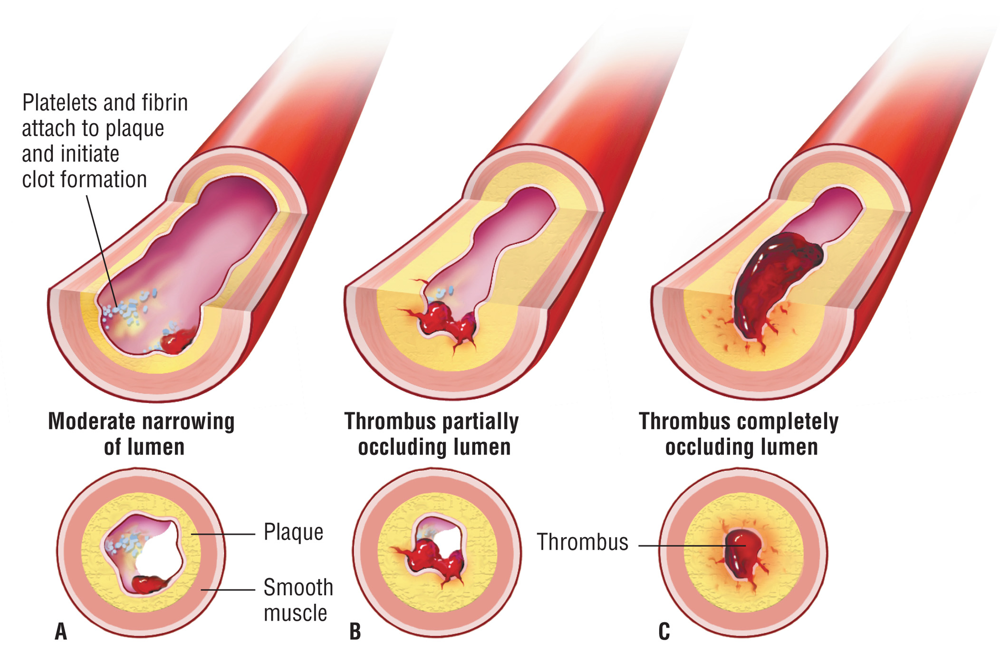 Platelets and fibrin
attach to plaque
and initiate
clot formation
Moderate narrowing
of lumen
Thrombus partially
occluding lumen
Thrombus completely
occluding lumen
Plaque
Smooth
muscle
Thrombus
A
B
C